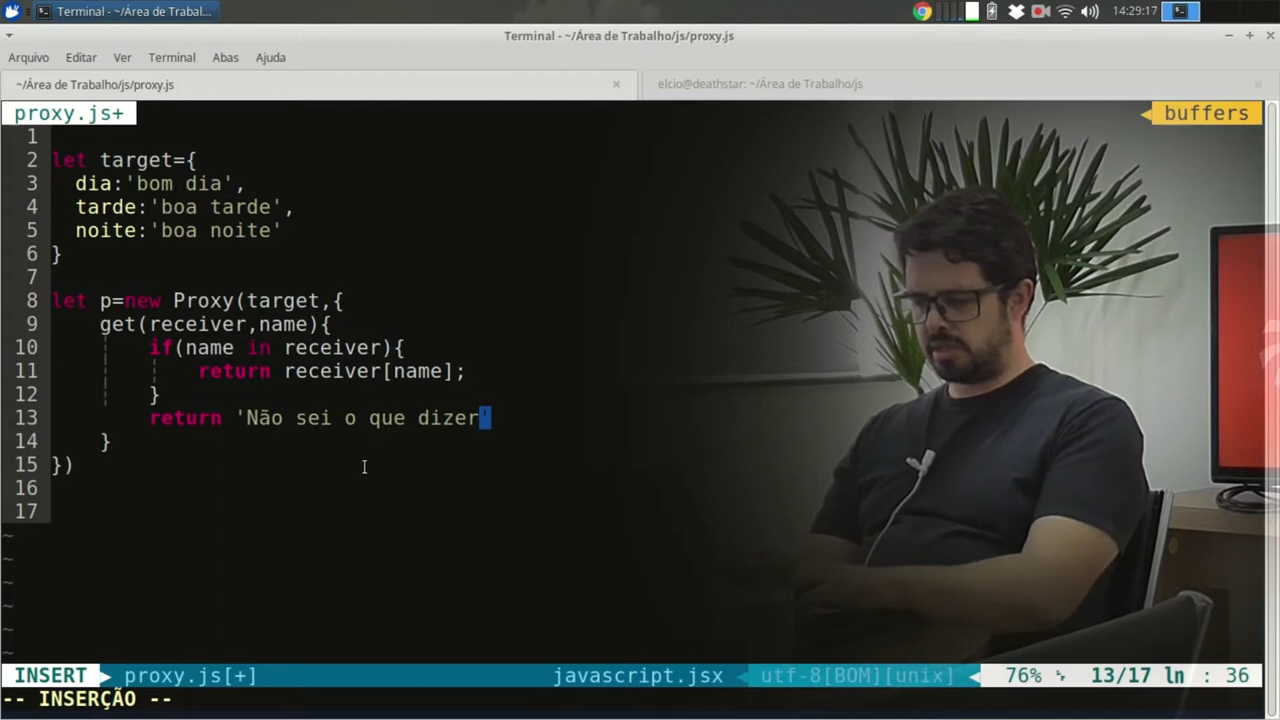 Terminal - ~/Área de Trabal...
14:29:17
Terminal - ~/Área de Trabalho/js/proxy.js
Arquivo Editar Ver Terminal Abas Ajuda
~/Área de Trabalho/js/proxy.js
elcio@deathstar: ~/Área de Trabalho/js
proxy.js+
buffers
1
2 let target={
3 dia:'bom dia',
4 tarde:'boa tarde',
5 noite:'boa noite'
6 }
7
8 let p=new Proxy(target,{
9 get(receiver,name){
10 if(name in receiver){
11 return receiver[name];
12 }
13 return 'Não sei o que dizer'
14 }
15 })
16
17
~
~
~
~
~
~
INSERT proxy.js[+] javascript.jsx utf-8[BOM][unix] 76% 13/17 ln : 36
-- INSERÇÃO --